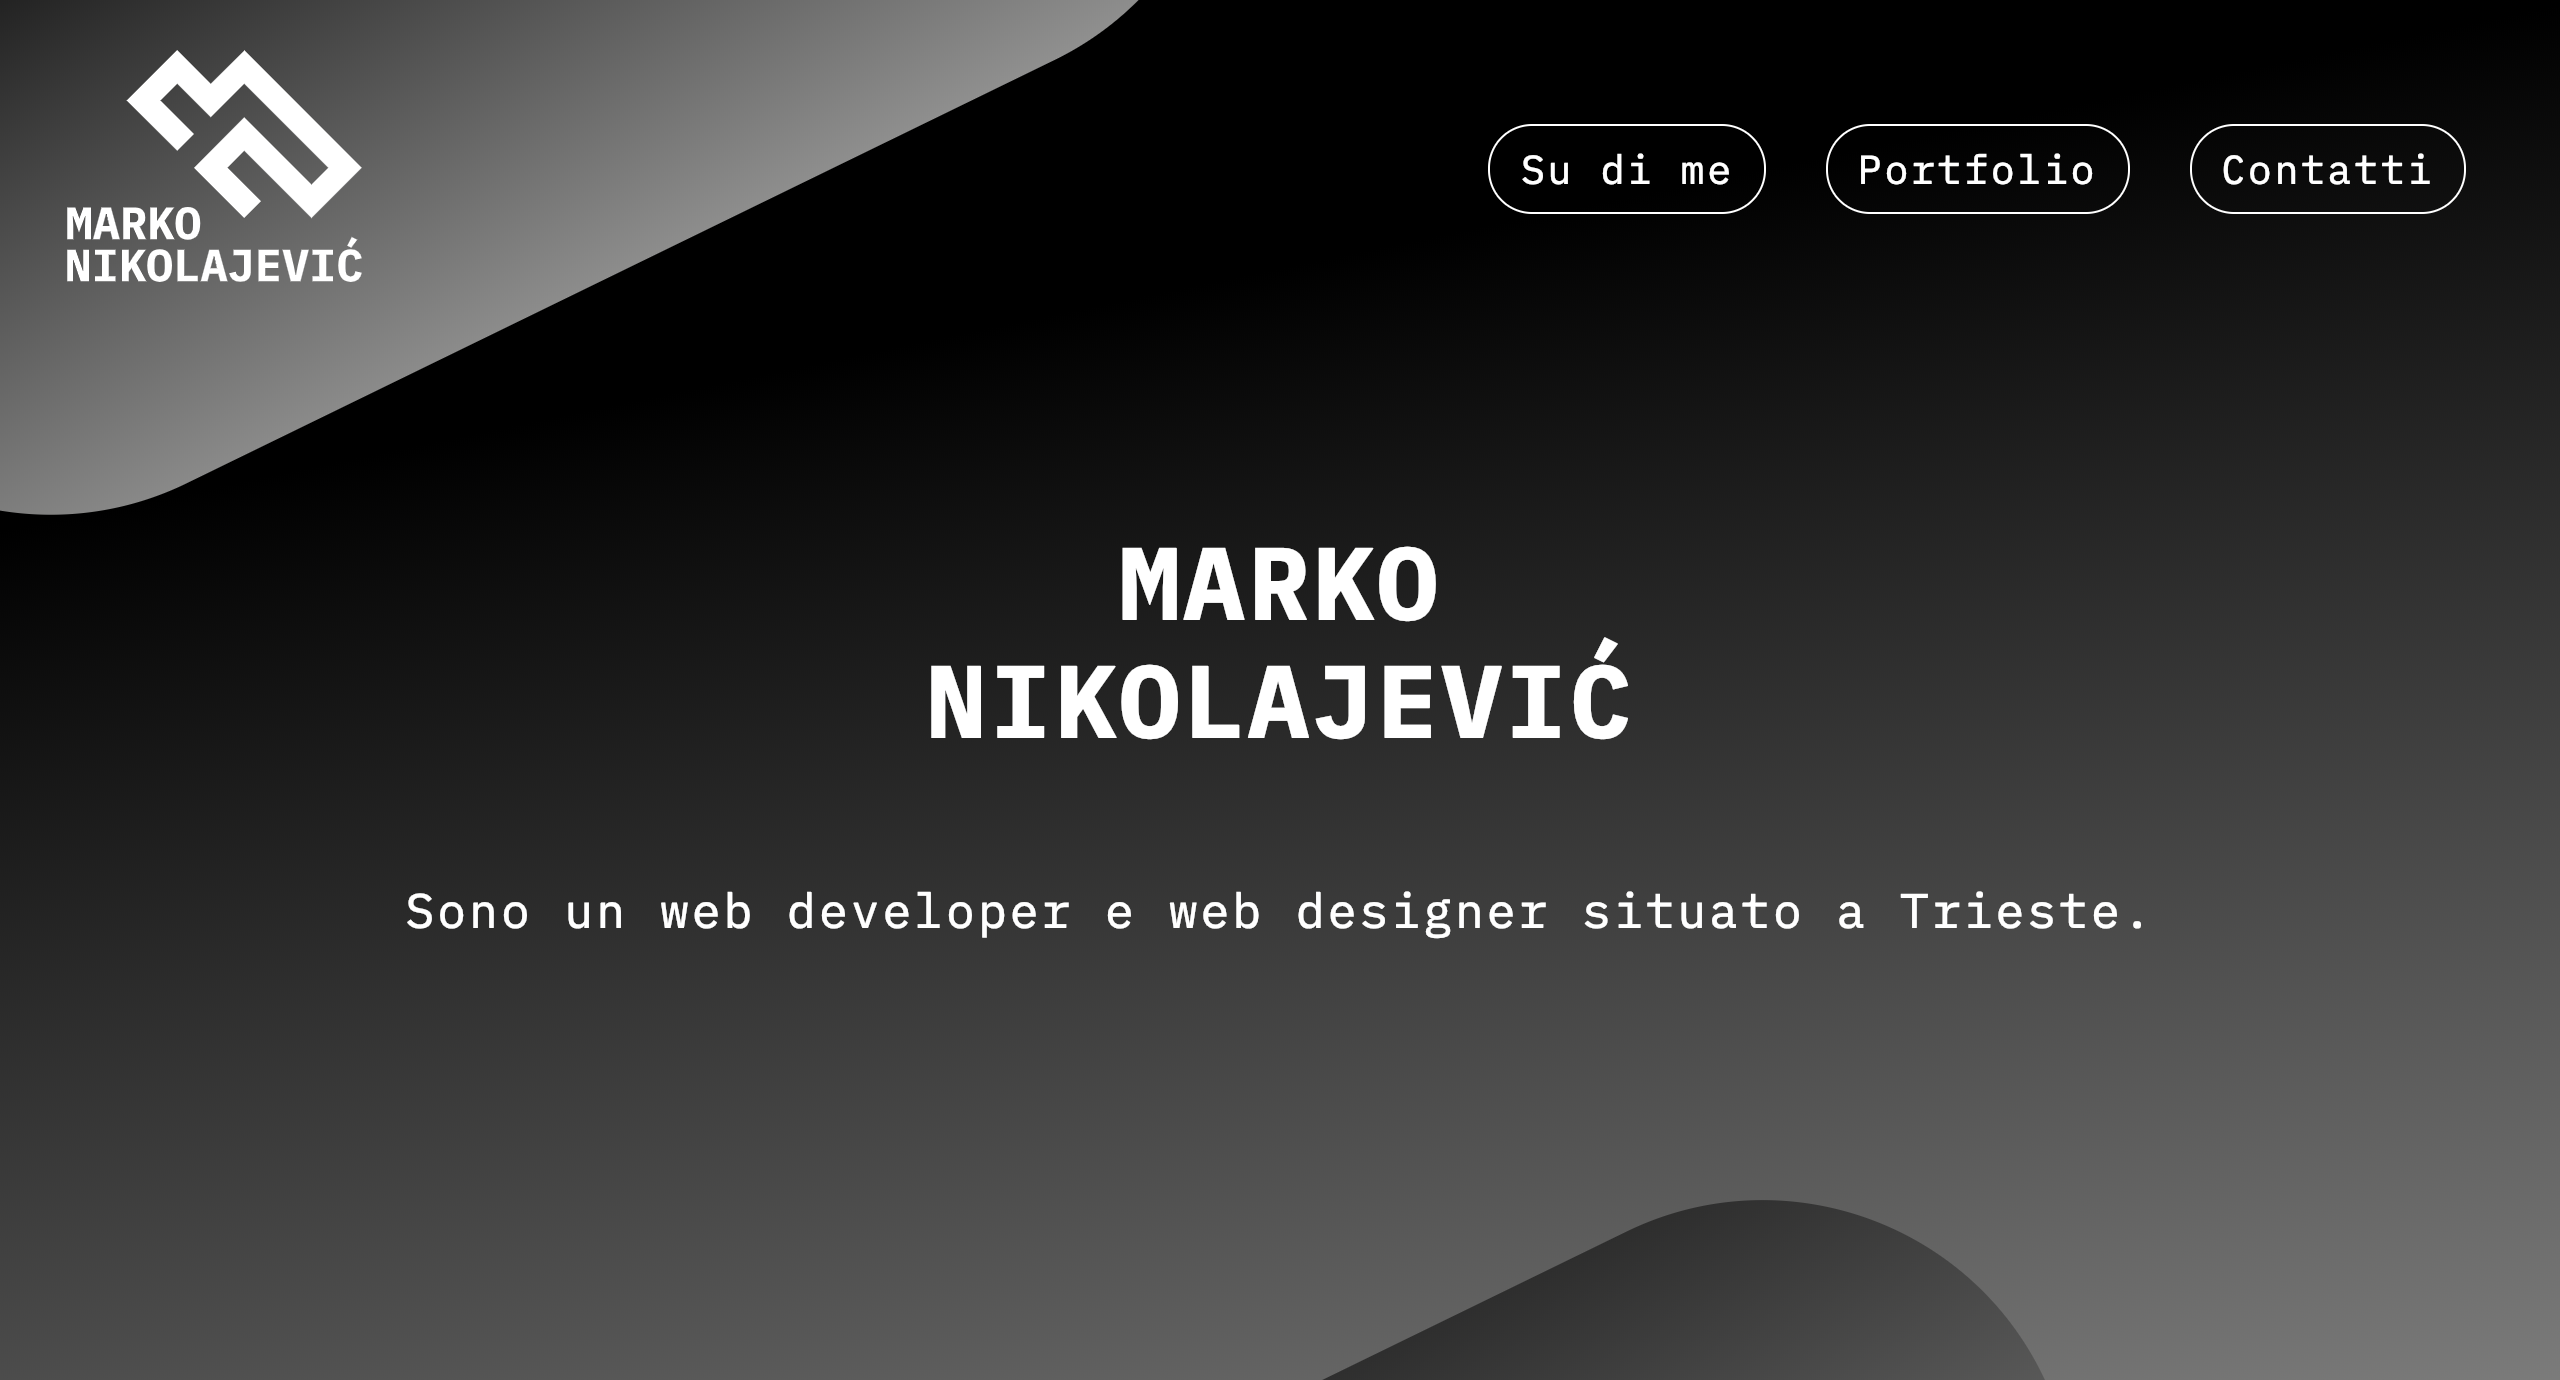 MARKO
NIKOLAJEVIĆ
Su di me
Portfolio
Contatti
MARKO
NIKOLAJEVIĆ
Sono un web developer e web designer situato a Trieste.